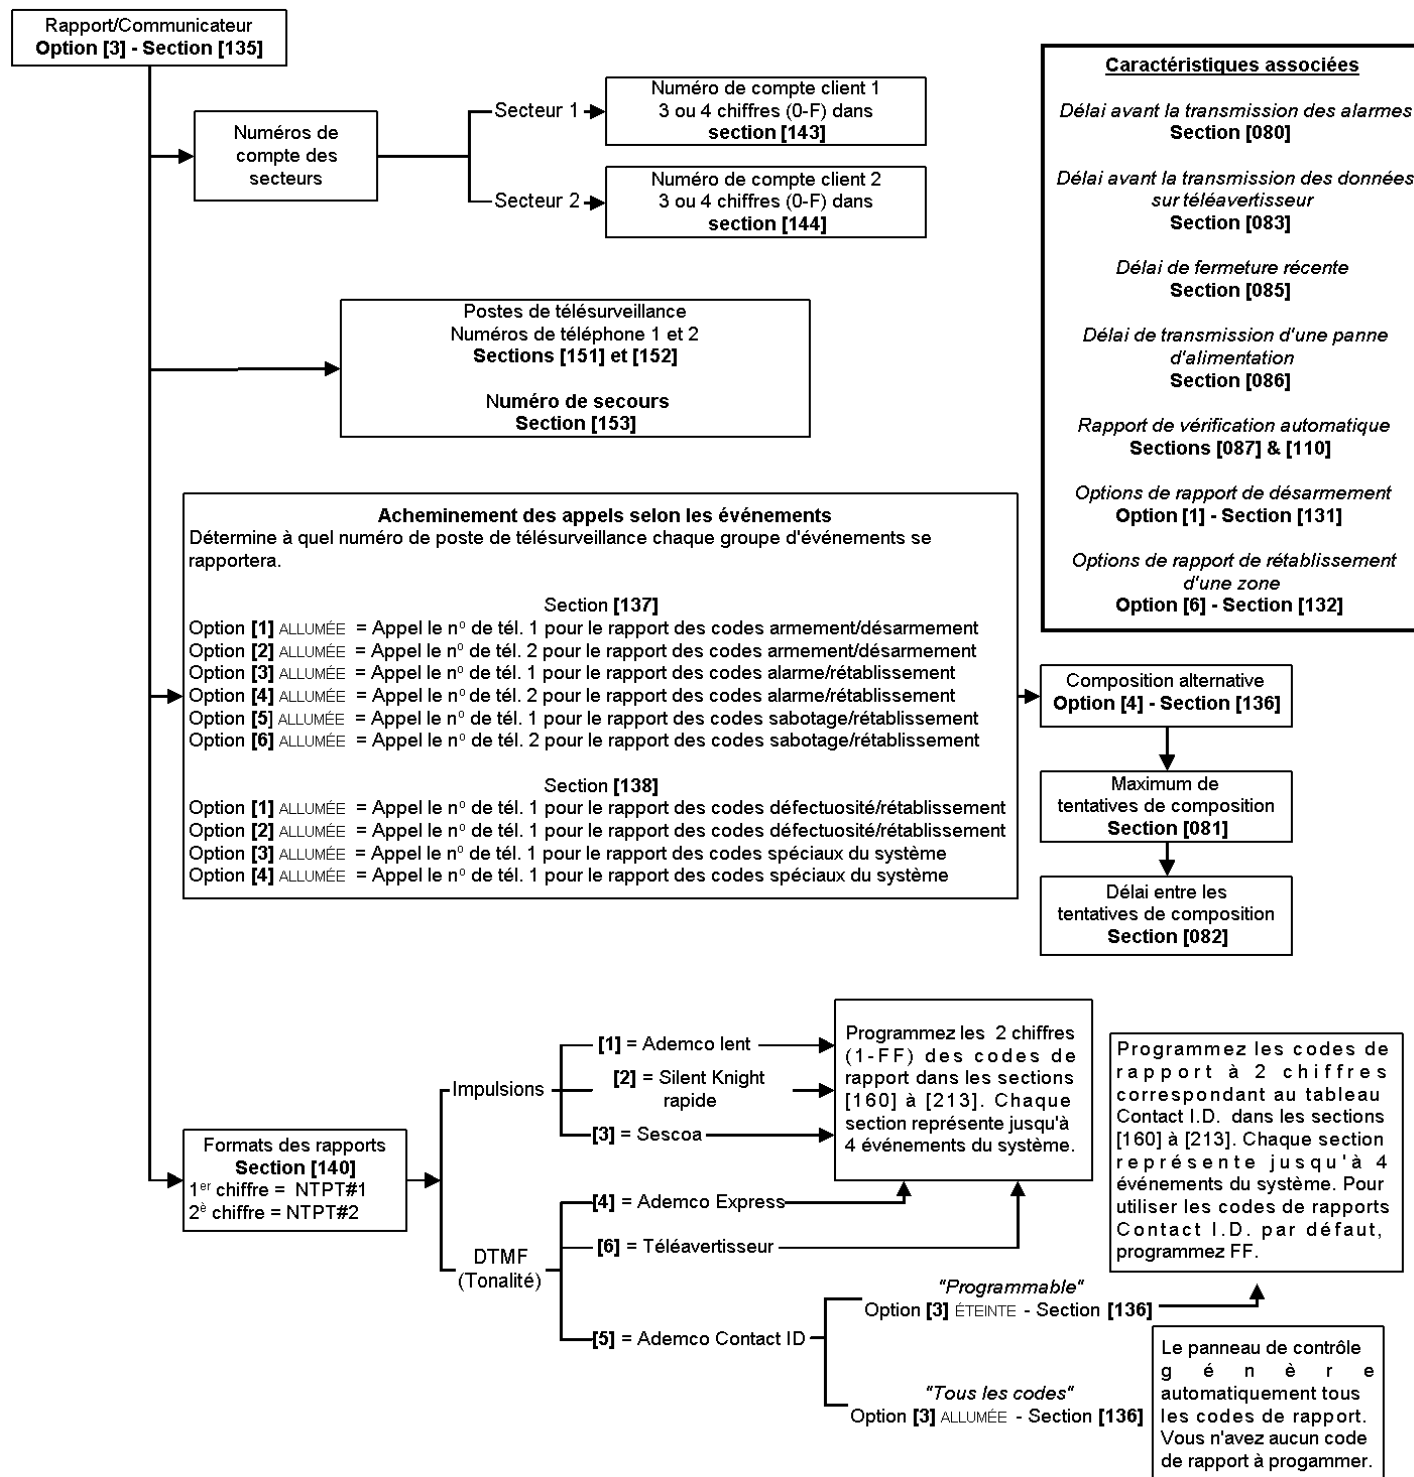 Rapport/Communicateur
Option [3] - Section [135]
Numéros de
compte des
secteurs
Secteur 1
Numéro de compte client 1
3 ou 4 chiffres (0-F) dans
section [143]
Secteur 2
Numéro de compte client 2
3 ou 4 chiffres (0-F) dans
section [144]
Caractéristiques associées
Délai avant la transmission des alarmes
Section [080]
Délai avant la transmission des données
sur téléavertisseur
Section [083]
Délai de fermeture récente
Section [085]
Délai de transmission d'une panne
d'alimentation
Section [086]
Rapport de vérification automatique
Sections [087] & [110]
Options de rapport de désarmement
Option [1] - Section [131]
Options de rapport de rétablissement
d'une zone
Option [6] - Section [132]
Postes de télésurveillance
Numéros de téléphone 1 et 2
Sections [151] et [152]
Numéro de secours
Section [153]
Acheminement des appels selon les événements
Détermine à quel numéro de poste de télésurveillance chaque groupe d'événements se
rapportera.
Section [137]
Option [1] ALLUMÉE = Appel le nº de tél. 1 pour le rapport des codes armement/désarmement
Option [2] ALLUMÉE = Appel le nº de tél. 2 pour le rapport des codes armement/désarmement
Option [3] ALLUMÉE = Appel le nº de tél. 1 pour le rapport des codes alarme/rétablissement
Option [4] ALLUMÉE = Appel le nº de tél. 2 pour le rapport des codes alarme/rétablissement
Option [5] ALLUMÉE = Appel le nº de tél. 1 pour le rapport des codes sabotage/rétablissement
Option [6] ALLUMÉE = Appel le nº de tél. 2 pour le rapport des codes sabotage/rétablissement
Section [138]
Option [1] ALLUMÉE = Appel le nº de tél. 1 pour le rapport des codes défectuosité/rétablissement
Option [2] ALLUMÉE = Appel le nº de tél. 1 pour le rapport des codes défectuosité/rétablissement
Option [3] ALLUMÉE = Appel le nº de tél. 1 pour le rapport des codes spéciaux du système
Option [4] ALLUMÉE = Appel le nº de tél. 1 pour le rapport des codes spéciaux du système
Composition alternative
Option [4] - Section [136]
Maximum de
tentatives de composition
Section [081]
Délai entre les
tentatives de composition
Section [082]
Formats des rapports
Section [140]
1er chiffre = NTPT#1
2è chiffre = NTPT#2
Impulsions
[1] = Ademco lent
[2] = Silent Knight
rapide
[3] = Sescoa
Programmez les 2 chiffres
(1-FF) des codes de
rapport dans les sections
[160] à [213]. Chaque
section représente jusqu'à
4 événements du système.
DTMF
(Tonalité)
[4] = Ademco Express
[6] = Téléavertisseur
[5] = Ademco Contact ID
Programmez les codes de
rapport à 2 chiffres
correspondant au tableau
Contact I.D. dans les sections
[160] à [213]. Chaque section
représente jusqu'à 4
événements du système. Pour
utiliser les codes de rapports
Contact I.D. par défaut,
programmez FF.
"Programmable"
Option [3] ÉTEINTE - Section [136]
"Tous les codes"
Option [3] ALLUMÉE - Section [136]
Le panneau de contrôle
génère
automatiquement tous
les codes de rapport.
Vous n'avez aucun code
de rapport à progammer.